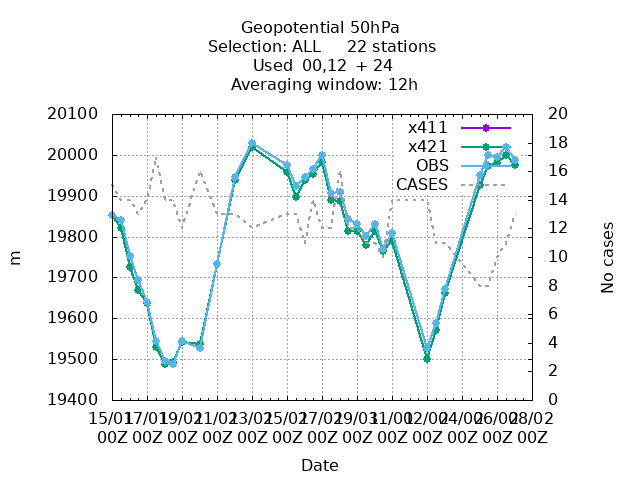 Geopotential 50hPa
Selection: ALL 22 stations
Used 00,12 + 24
Averaging window: 12h
20100
20000
19900
19800
19700
19600
19500
19400
m
x411
x421
OBS
CASES
20
18
16
14
12
10
8
6
4
2
0
No cases
15/01 17/01 19/01 21/01 23/01 25/01 27/01 29/01 31/01 02/02 04/02 06/02 08/02
00Z 00Z 00Z 00Z 00Z 00Z 00Z 00Z 00Z 00Z 00Z 00Z 00Z
Date